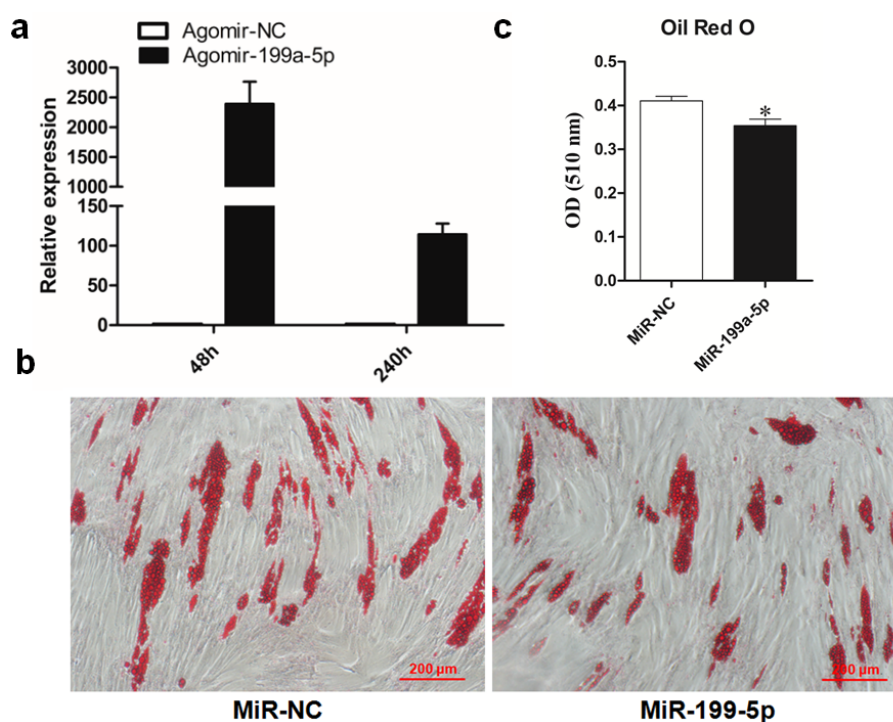 a
Agomir-NC
Agomir-199a-5p
Relative expression
3000
2500
2000
1500
1000
150
100
50
0
48h
240h
c
Oil Red O
OD (510 nm)
0.5
0.4
0.3
0.2
0.1
0.0
*
MiR-NC
MiR-199a-5p
b
200 µm
200 µm
MiR-NC
MiR-199-5p